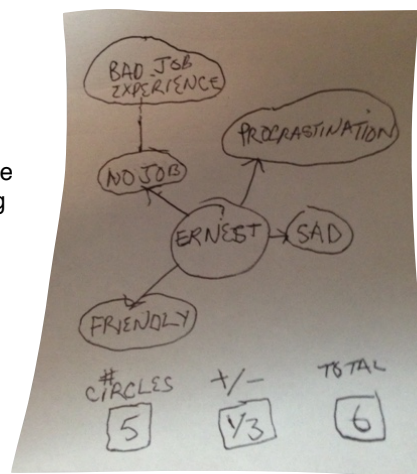 e
g
BAD JOB
EXPERIENCE
PROCRASTINATION
NO JOB
ERNEST
SAD
FRIENDLY
# CIRCLES
+/-
TOTAL
5
1/3
6